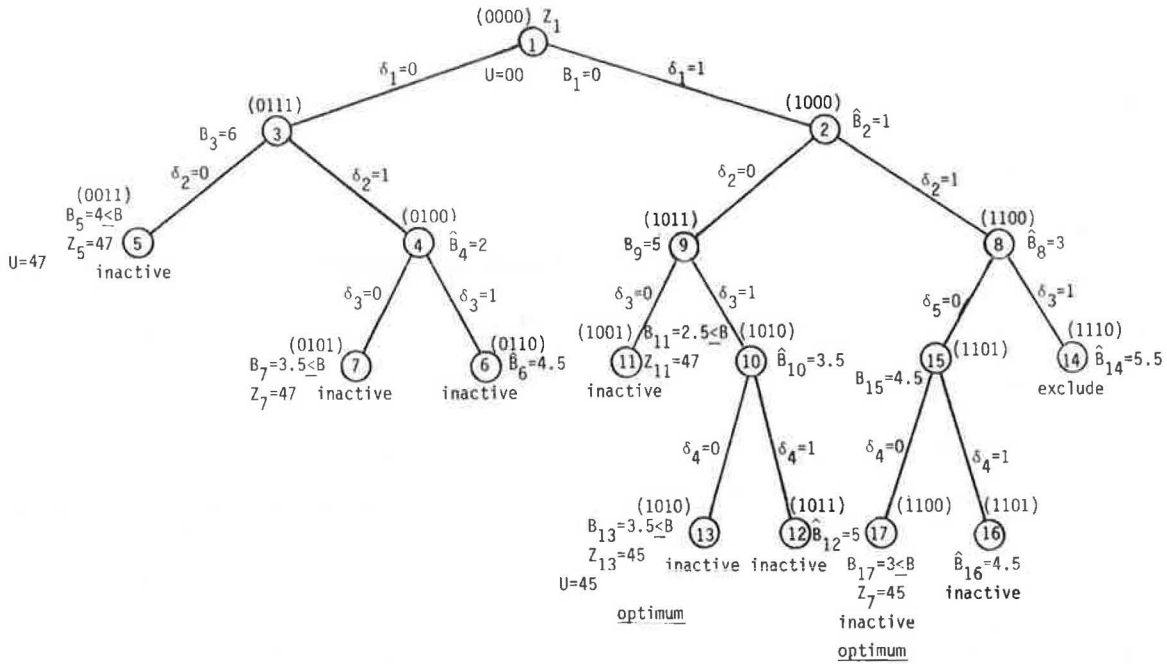 (0000) Z₁
1
δ₁=0 U=00 B₁=0 δ₁=1
(0111) (1000)
B₃=6 3 2 B̂₂=1
δ₂=0 δ₂=1 δ₂=0 δ₂=1
(0011)
B₅=4≤B (0100) (1011) (1100)
U=47 Z₅=47 5 4 B̂₄=2 B₉=5 9 8 B̂₈=3
inactive
δ₃=0 δ₃=1 δ₃=0 δ₃=1 δ₅=0 δ₃=1
(0101) (0110) (1001) B₁₁=2.5≤B (1010) (1101) (1110)
B₇=3.5≤B 7 6 B̂₆=4.5 11 Z₁₁=47 10 B̂₁₀=3.5 15 14 B̂₁₄=5.5
Z₇=47 inactive inactive inactive B₁₅=4.5 exclude
δ₄=0 δ₄=1 δ₄=0 δ₄=1
(1010) (1011) (1100) (1101)
B₁₃=3.5≤B 13 12 B̂₁₂=5 17 16
Z₁₃=45 inactive inactive B₁₇=3≤B B̂₁₆=4.5
U=45 Z₇=45 inactive
optimum inactive
optimum